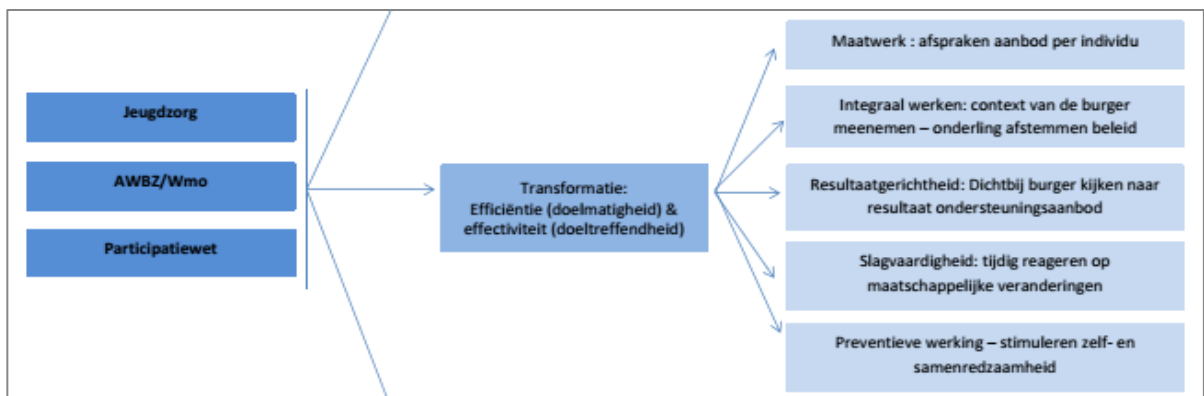 Jeugdzorg
AWBZ/Wmo
Participatiewet
Transformatie:
Efficiëntie (doelmatigheid) &
effectiviteit (doeltreffendheid)
Maatwerk : afspraken aanbod per individu
Integraal werken: context van de burger
meenemen – onderling afstemmen beleid
Resultaatgerichtheid: Dichtbij burger kijken naar
resultaat ondersteuningsaanbod
Slagvaardigheid: tijdig reageren op
maatschappelijke veranderingen
Preventieve werking – stimuleren zelf- en
samenredzaamheid